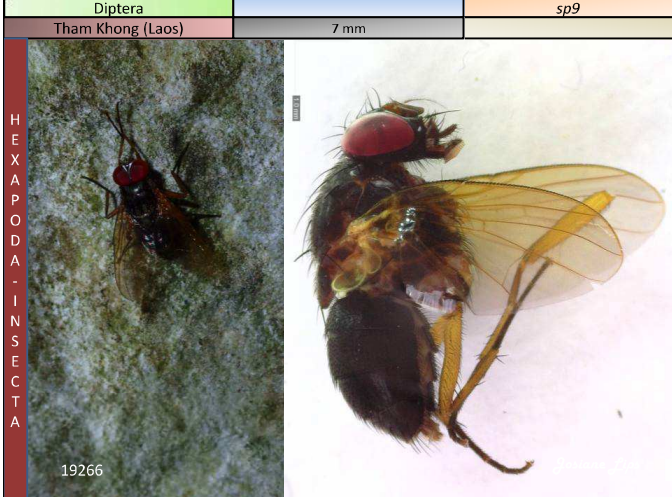 Diptera
sp9
Tham Khong (Laos)
7 mm
HEXAPODA-INSECTA
19266